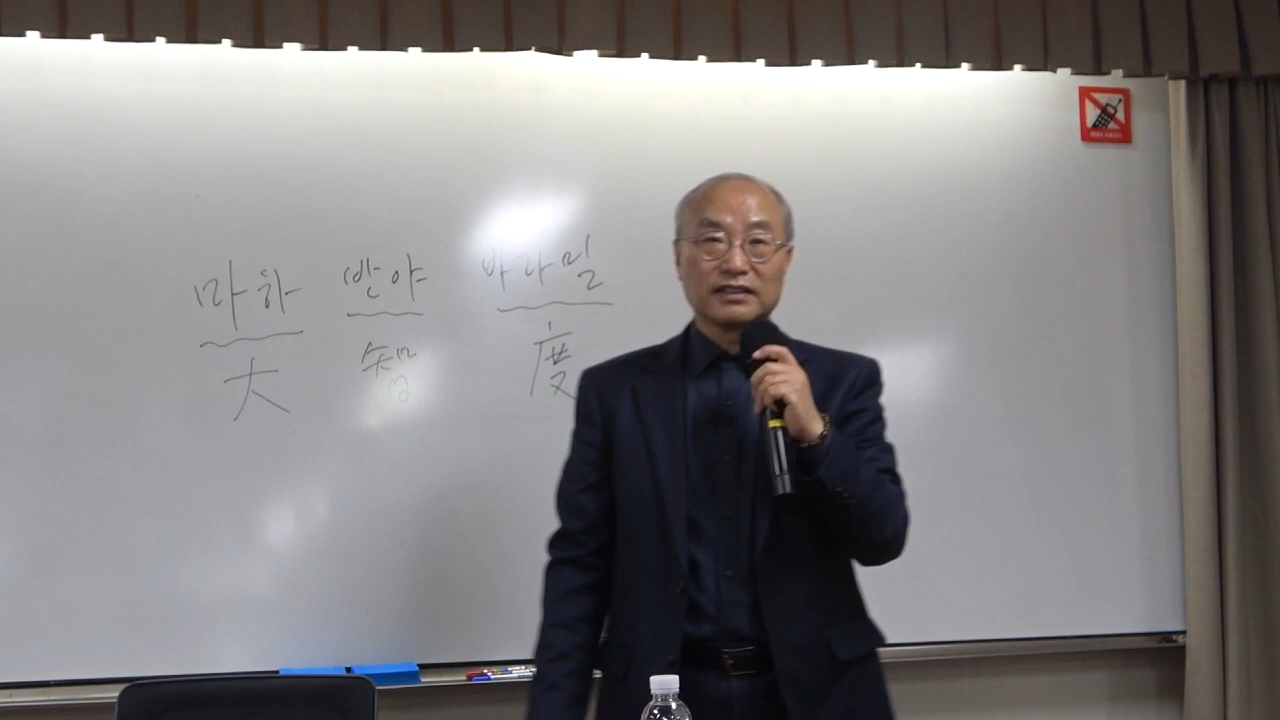 마하 반야 바라밀
大 智 度